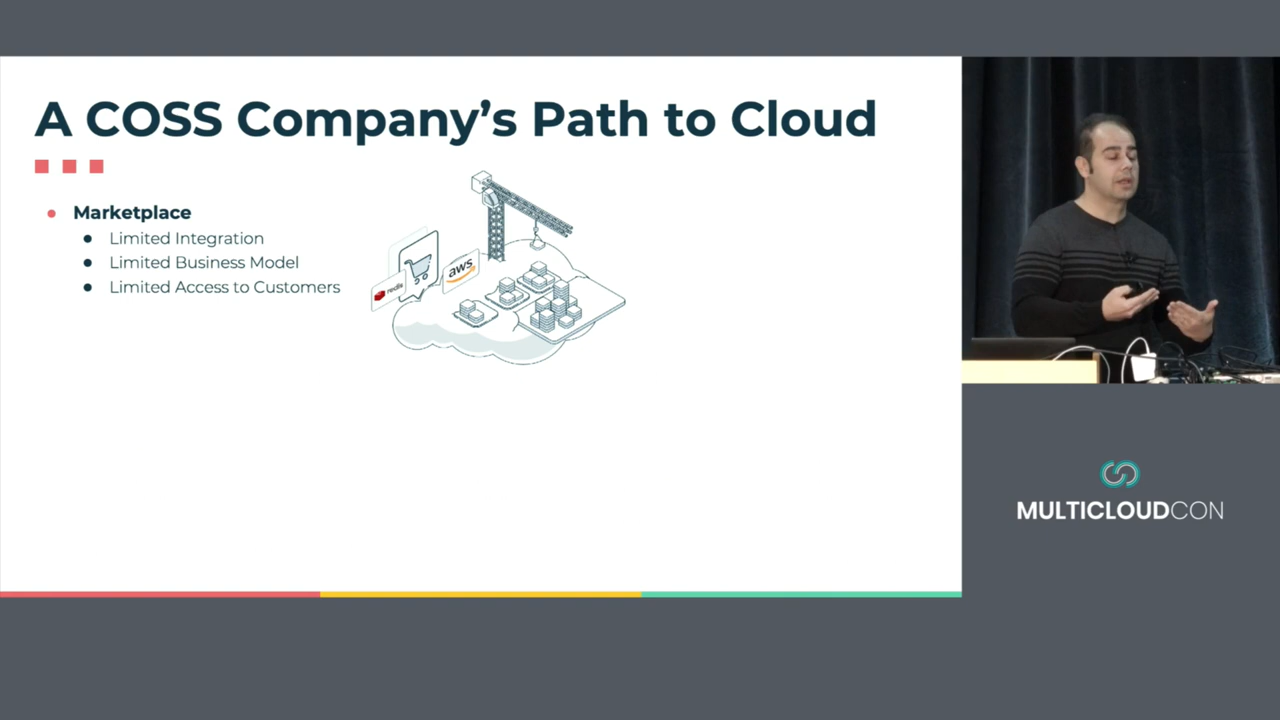 A COSS Company's Path to Cloud
Marketplace
Limited Integration
Limited Business Model
Limited Access to Customers
redis
aws
MULTICLOUDCON